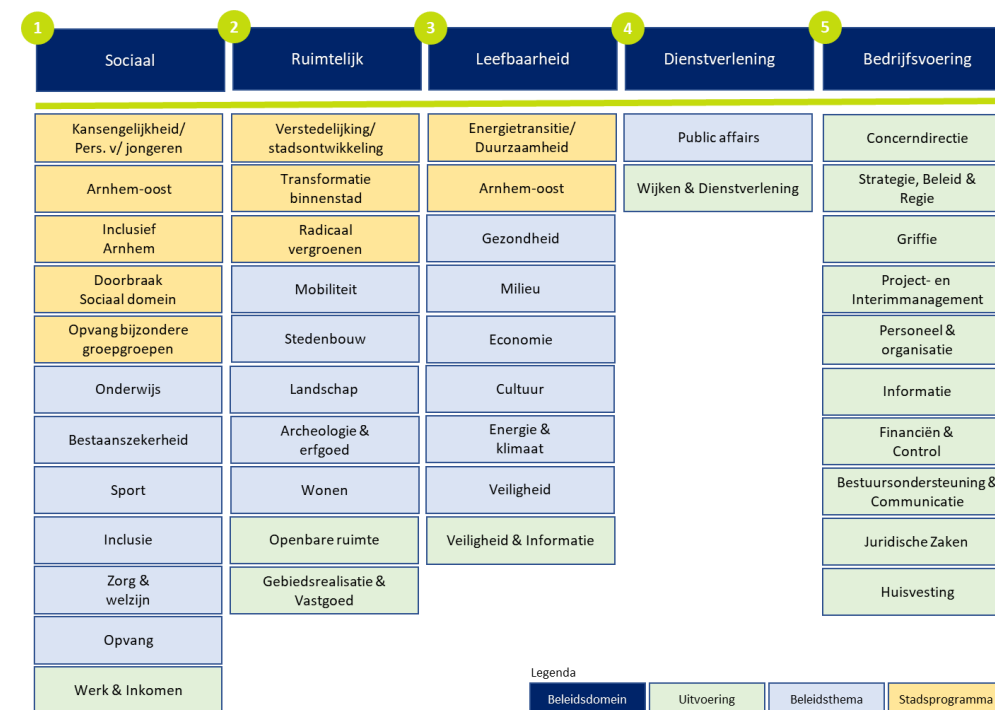 1
Sociaal
2
Ruimtelijk
3
Leefbaarheid
4
Dienstverlening
5
Bedrijfsvoering
Kansengelijkheid/
Pers. v/ jongeren
Arnhem-oost
Inclusief
Arnhem
Doorbraak
Sociaal domein
Opvang bijzondere
groepgroepen
Onderwijs
Bestaanszekerheid
Sport
Inclusie
Zorg &
welzijn
Opvang
Werk & Inkomen
Verstedelijking/
stadsontwikkeling
Transformatie
binnenstad
Radicaal
vergroenen
Mobiliteit
Stedenbouw
Landschap
Archeologie &
erfgoed
Wonen
Openbare ruimte
Gebiedsrealisatie &
Vastgoed
Energietransitie/
Duurzaamheid
Arnhem-oost
Gezondheid
Milieu
Economie
Cultuur
Energie &
klimaat
Veiligheid
Veiligheid & Informatie
Public affairs
Wijken & Dienstverlening
Concerndirectie
Strategie, Beleid &
Regie
Griffie
Project- en
Interimmanagement
Personeel &
organisatie
Informatie
Financiën &
Control
Bestuursondersteuning &
Communicatie
Juridische Zaken
Huisvesting
Legenda
Beleidsdomein
Uitvoering
Beleidsthema
Stadsprogramma